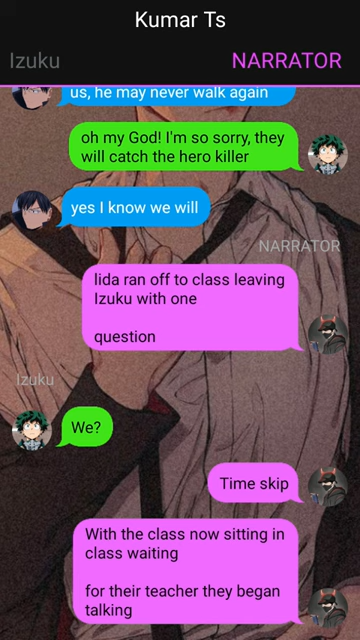 Kumar Ts
Izuku
NARRATOR
us, he may never walk again
oh my God! I'm so sorry, they
will catch the hero killer
yes I know we will
NARRATOR
Iida ran off to class leaving
Izuku with one
question
Izuku
We?
Time skip
With the class now sitting in
class waiting
for their teacher they began
talking